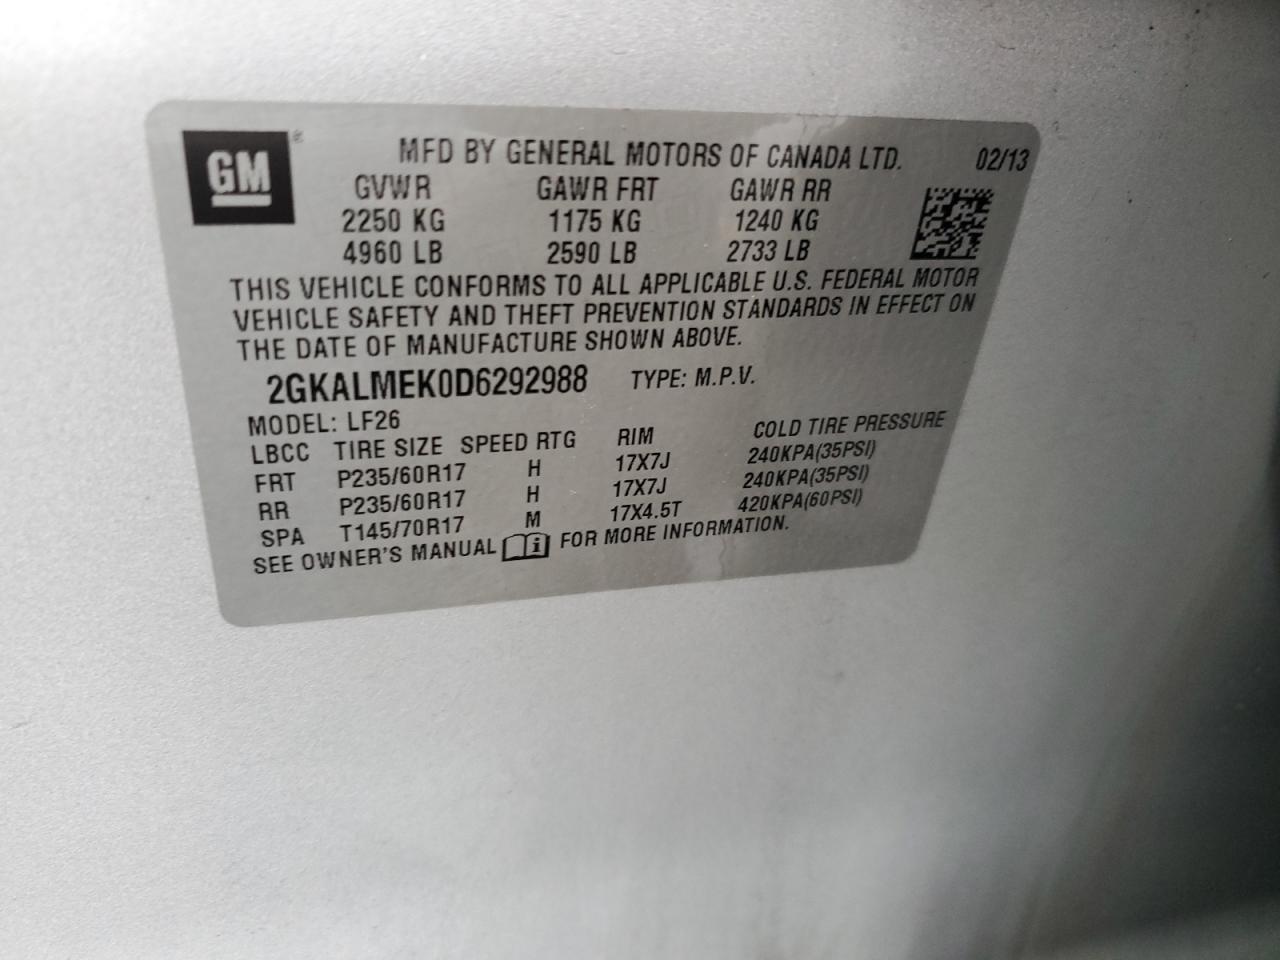 GM ® MFD BY GENERAL MOTORS OF CANADA LTD. 02/13
GVWR GAWR FRT GAWR RR
2250 KG 1175 KG 1240 KG
4960 LB 2590 LB 2733 LB
THIS VEHICLE CONFORMS TO ALL APPLICABLE U.S. FEDERAL MOTOR
VEHICLE SAFETY AND THEFT PREVENTION STANDARDS IN EFFECT ON
THE DATE OF MANUFACTURE SHOWN ABOVE.
2GKALMEK0D6292988 TYPE: M.P.V.
MODEL: LF26
LBCC TIRE SIZE SPEED RTG RIM COLD TIRE PRESSURE
FRT P235/60R17 H 17X7J 240KPA(35PSI)
RR P235/60R17 H 17X7J 240KPA(35PSI)
SPA T145/70R17 M 17X4.5T 420KPA(60PSI)
SEE OWNER'S MANUAL i FOR MORE INFORMATION.